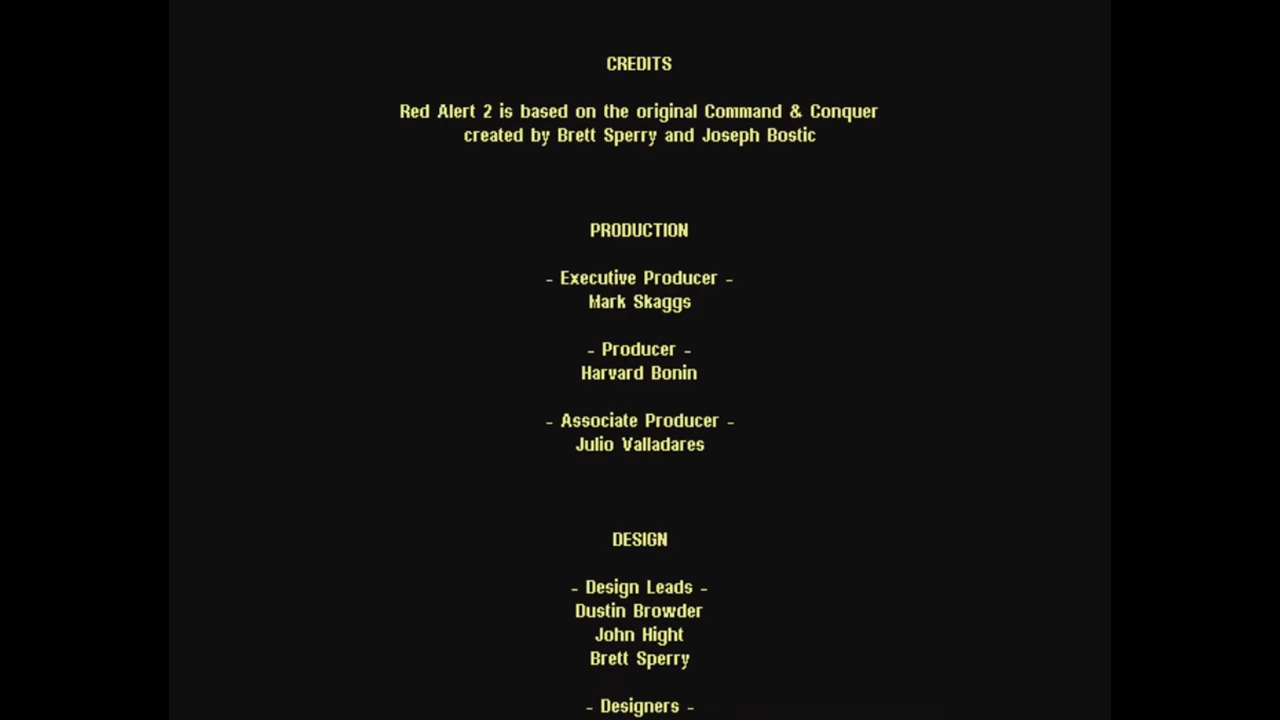 CREDITS
Red Alert 2 is based on the original Command & Conquer
created by Brett Sperry and Joseph Bostic
PRODUCTION
- Executive Producer -
Mark Skaggs
- Producer -
Harvard Bonin
- Associate Producer -
Julio Valladares
DESIGN
- Design Leads -
Dustin Browder
John Hight
Brett Sperry
- Designers -